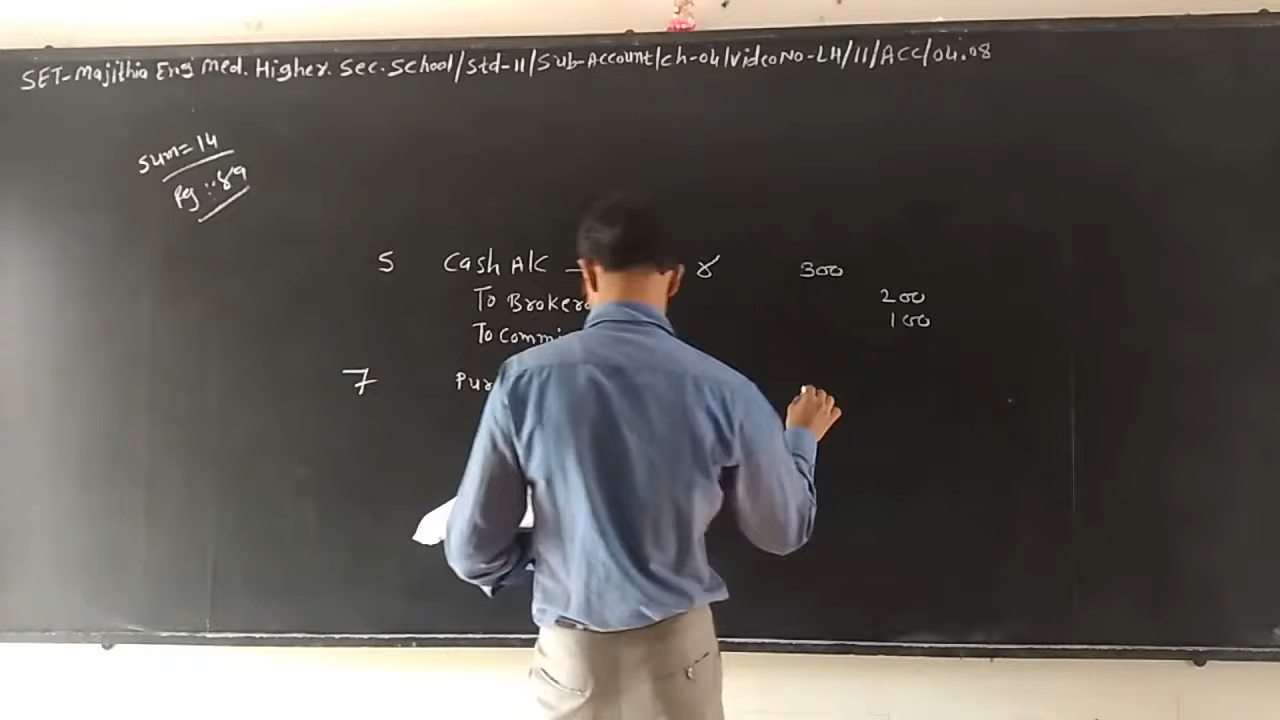 SET-Majithia Eng Med. Higher. Sec. School/Std-11/Sub-Account/ch-04/VideoNo-LH/11/ACC/04.08
Sum=14
Pg :- 89
5 Cash A/C 300
To Broker 200
To Commi 100
7 Pur